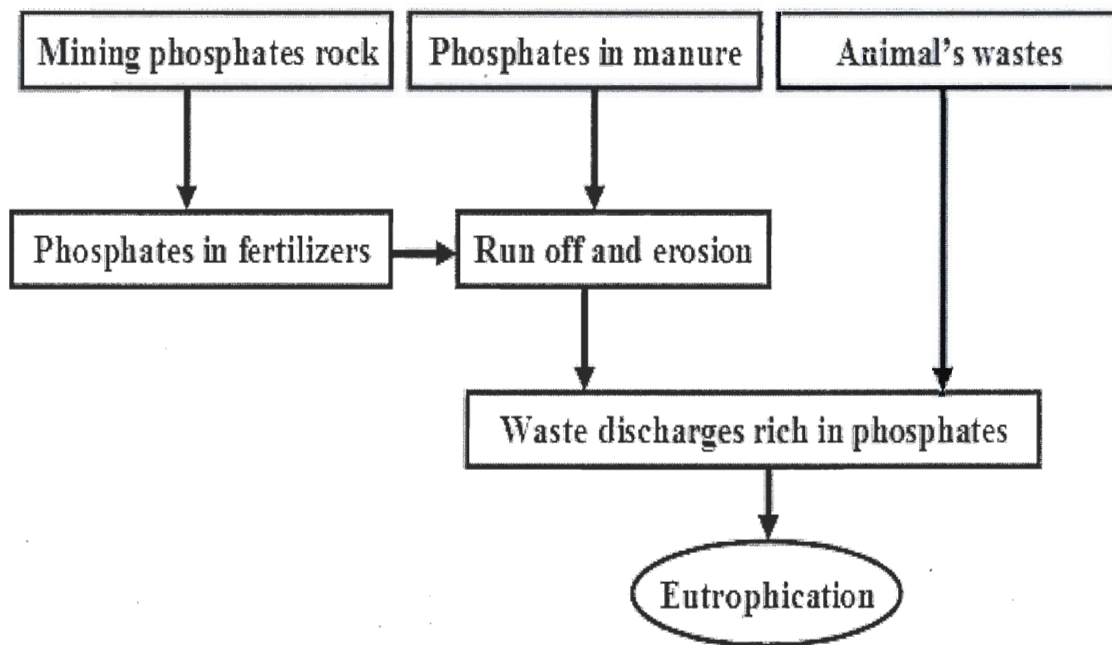 Mining phosphates rock
Phosphates in manure
Animal's wastes
Phosphates in fertilizers
Run off and erosion
Waste discharges rich in phosphates
Eutrophication